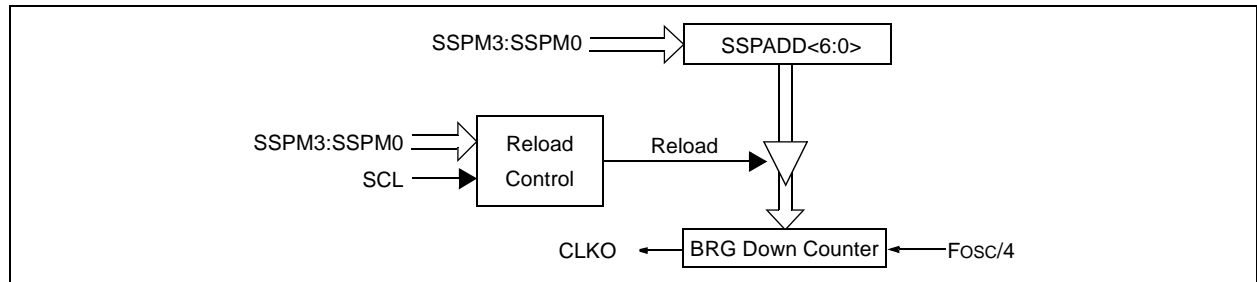 SSPM3:SSPM0
SSPADD<6:0>
SSPM3:SSPM0
SCL
Reload
Control
Reload
CLKO
BRG Down Counter
FOSC/4